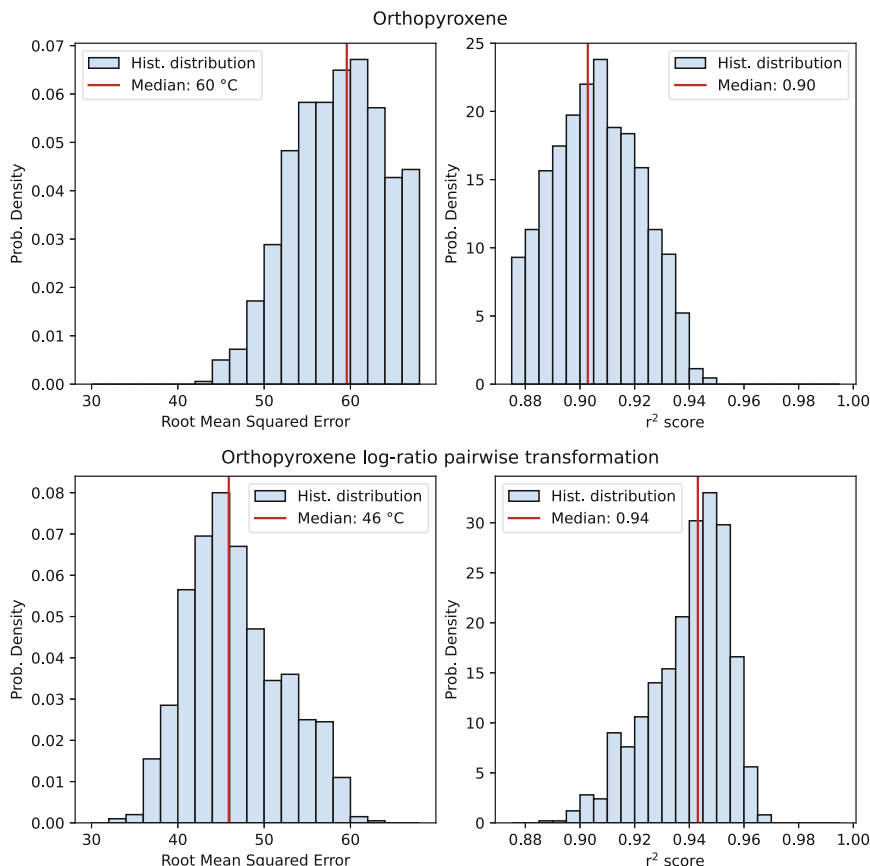 Orthopyroxene
Hist. distribution
Median: 60 °C
Prob. Density
0.07
0.06
0.05
0.04
0.03
0.02
0.01
0.00
30 40 50 60
Root Mean Squared Error
Hist. distribution
Median: 0.90
Prob. Density
25
20
15
10
5
0
0.88 0.90 0.92 0.94 0.96 0.98 1.00
r² score
Orthopyroxene log-ratio pairwise transformation
Hist. distribution
Median: 46 °C
Prob. Density
0.08
0.07
0.06
0.05
0.04
0.03
0.02
0.01
0.00
30 40 50 60
Root Mean Squared Error
Hist. distribution
Median: 0.94
Prob. Density
30
25
20
15
10
5
0
0.88 0.90 0.92 0.94 0.96 0.98 1.00
r² score